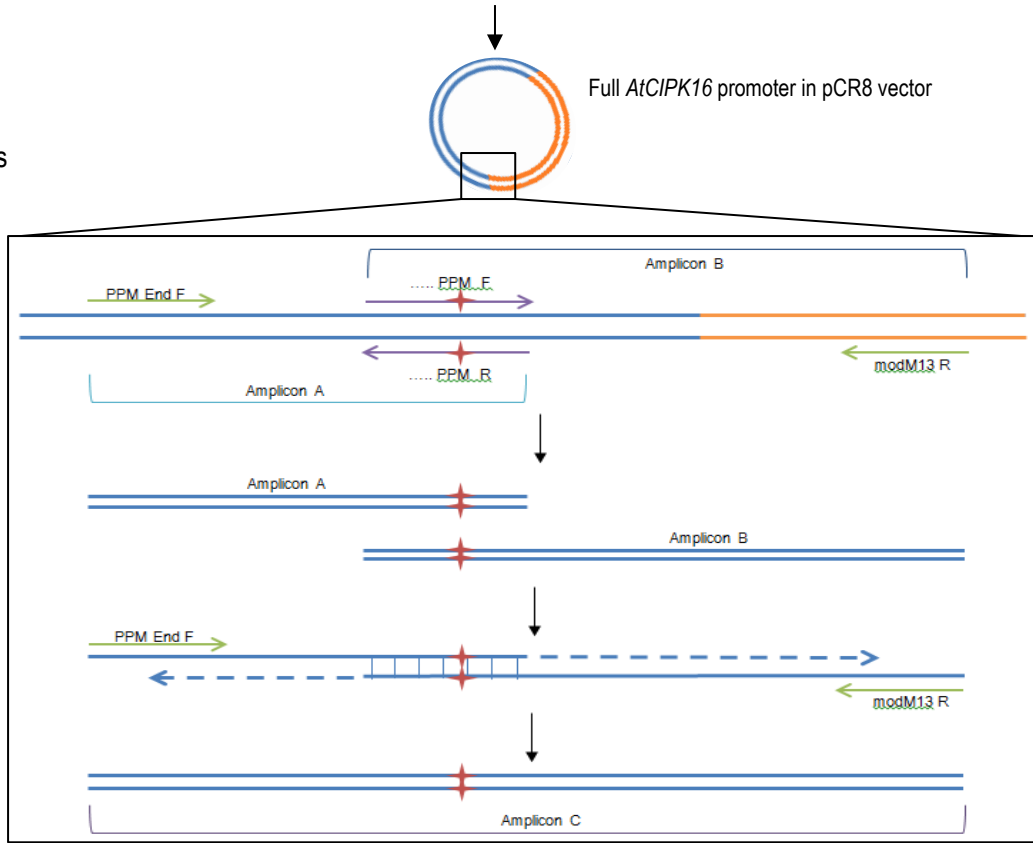 Full AtCIPK16 promoter in pCR8 vector
s
Amplicon B
PPM End F
..... PPM F
..... PPM R
modM13 R
Amplicon A
Amplicon A
Amplicon B
PPM End F
modM13 R
Amplicon C